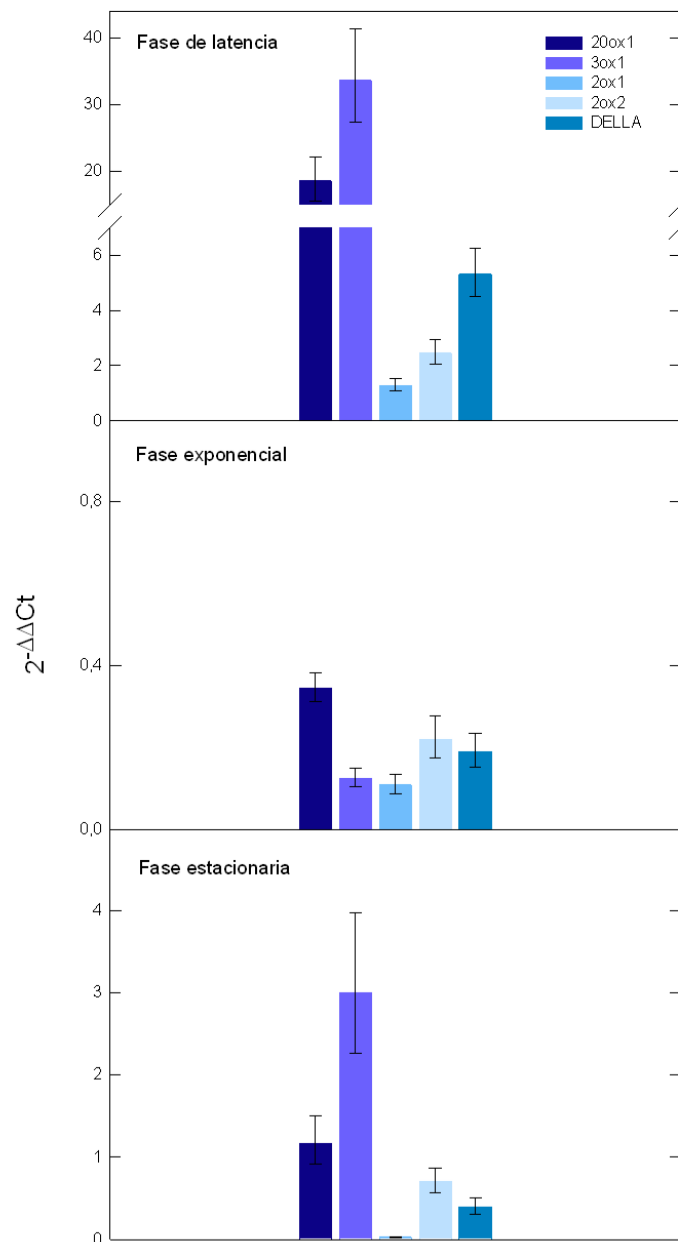 Fase de latencia
20ox1
3ox1
2ox1
2ox2
DELLA
40
30
20
6
4
2
0
Fase exponencial
0,8
0,4
0,0
2-ΔΔCt
Fase estacionaria
4
3
2
1
0